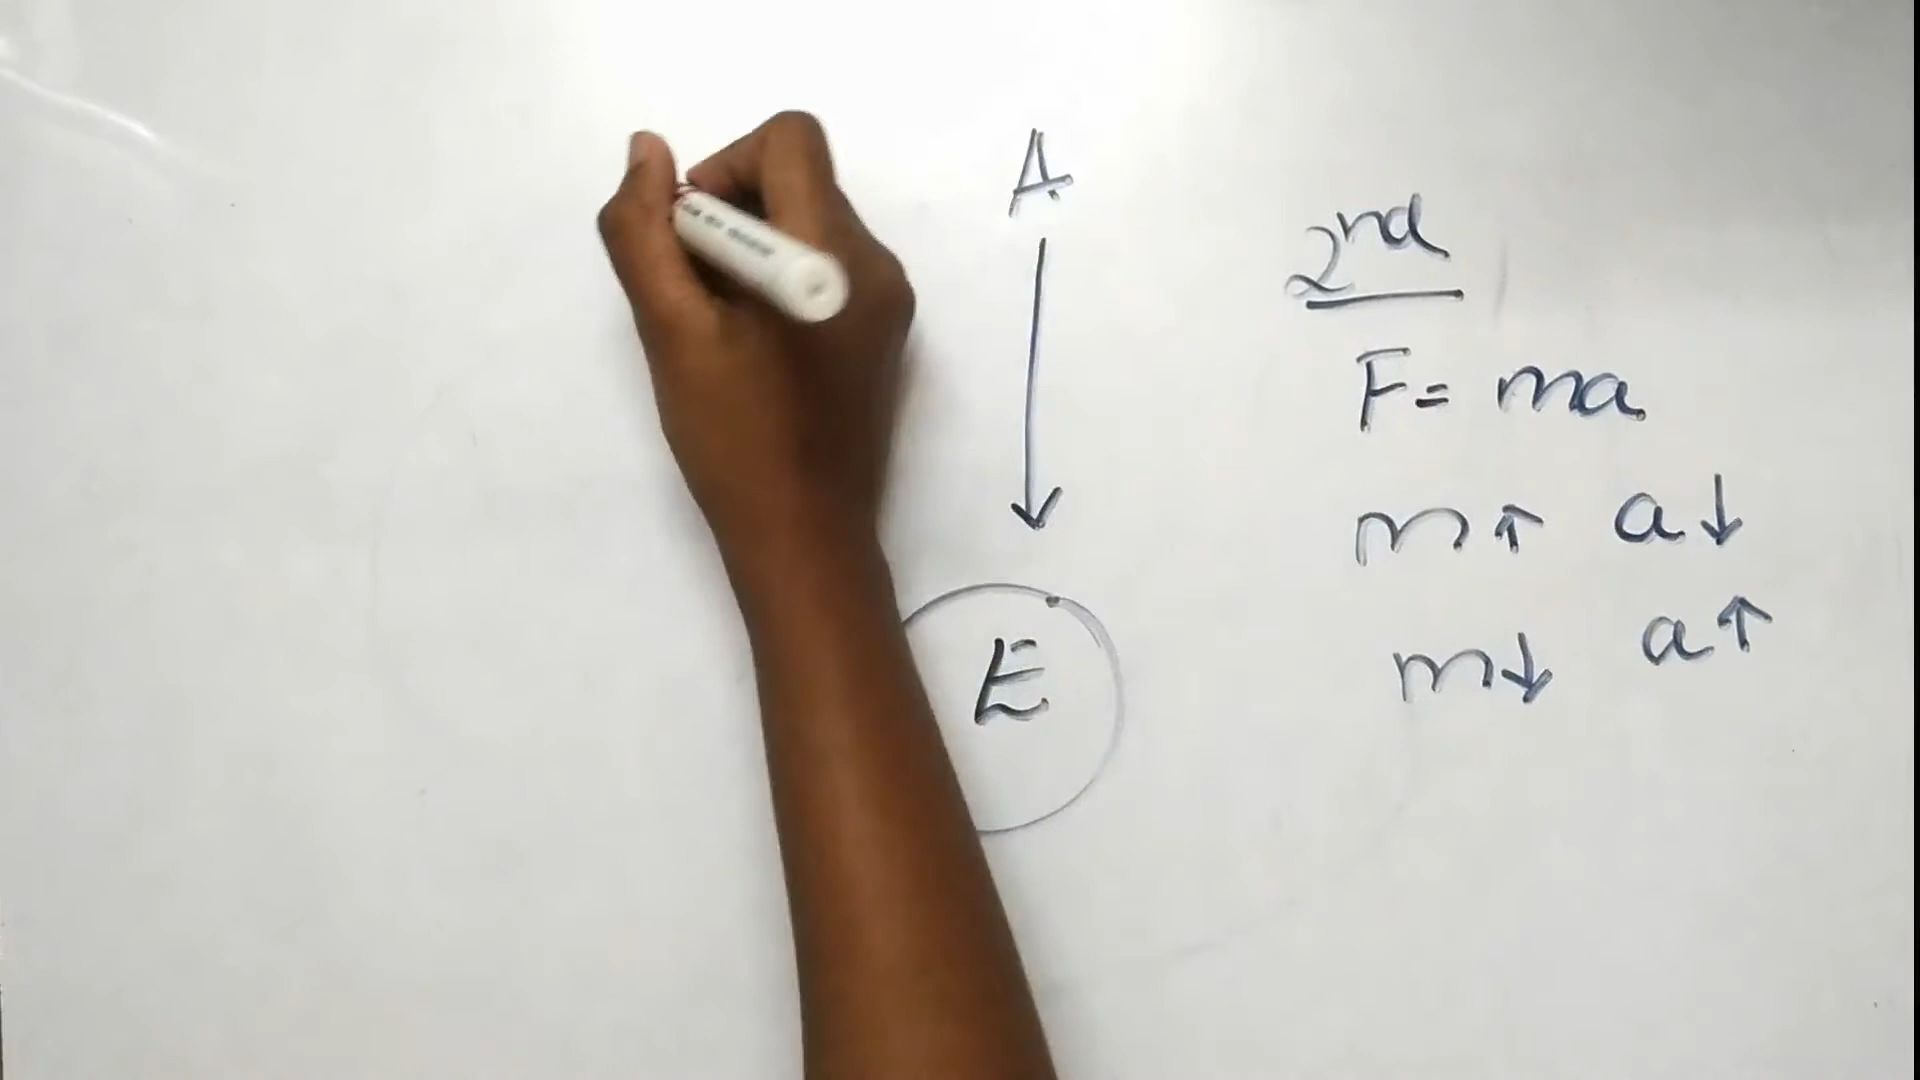 A
E
2nd
F = ma
m↑ a↓
m↓ a↑